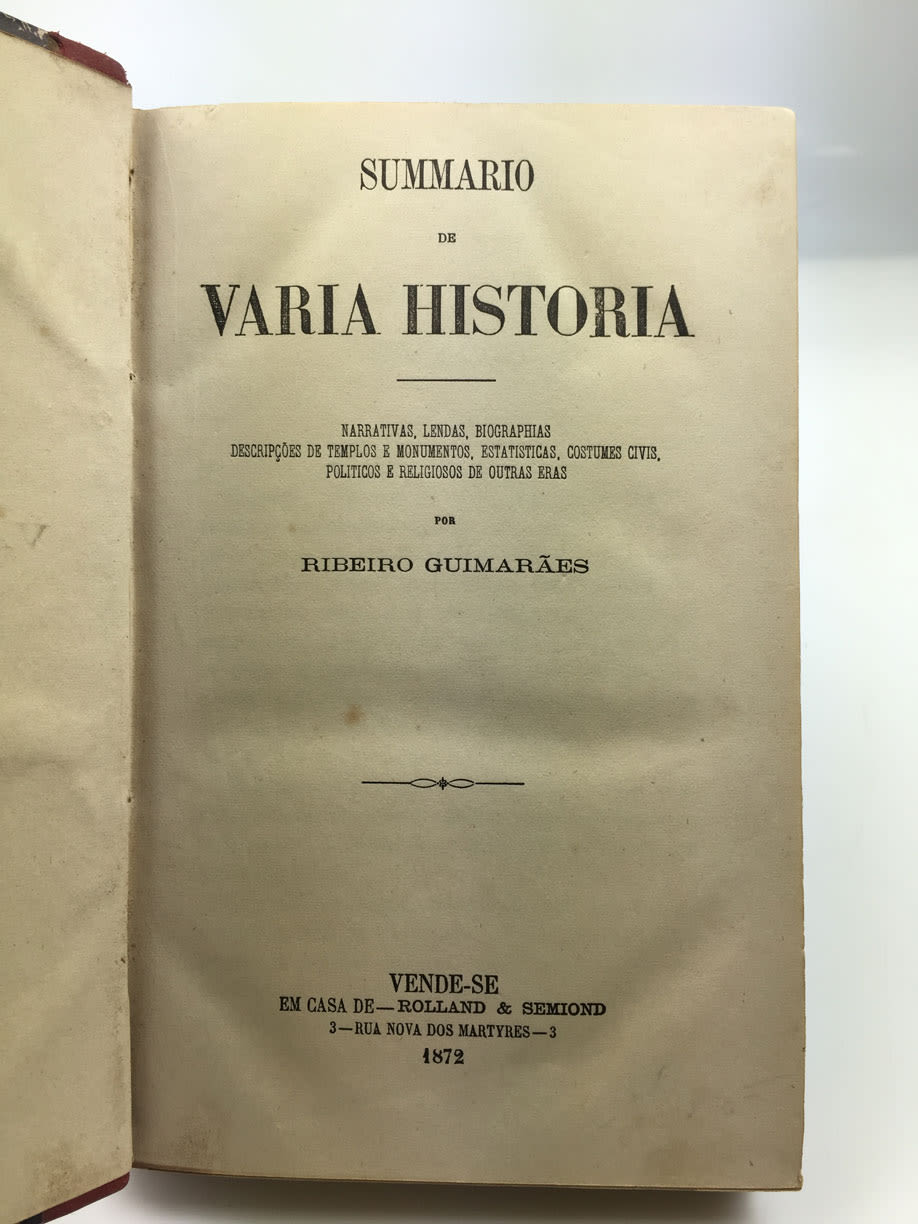 SUMMARIO
DE
VARIA HISTORIA
NARRATIVAS, LENDAS, BIOGRAPHIAS
DESCRIPÇÕES DE TEMPLOS E MONUMENTOS, ESTATISTICAS, COSTUMES CIVIS,
POLITICOS E RELIGIOSOS DE OUTRAS ERAS
POR
RIBEIRO GUIMARÃES
VENDE-SE
EM CASA DE—ROLLAND & SEMIOND
3—RUA NOVA DOS MARTYRES—3
1872